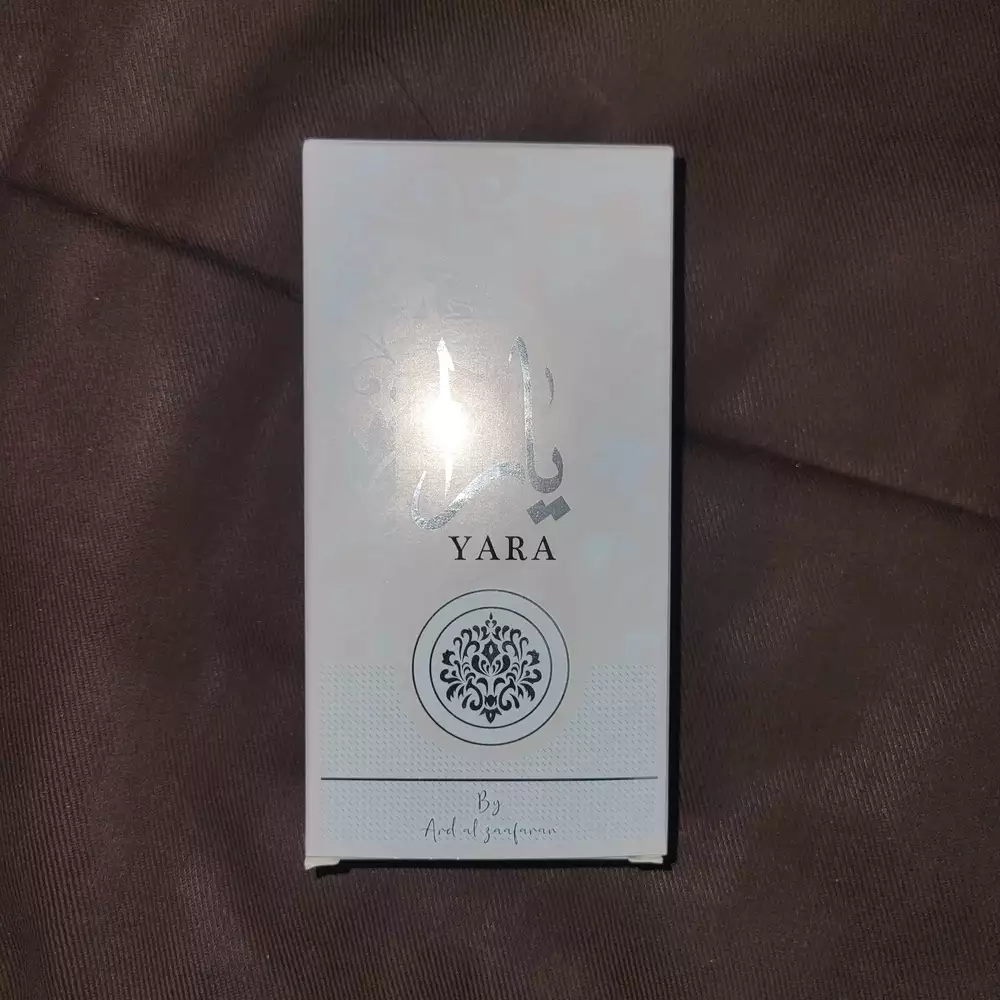 يارا
YARA
By
Ard al zaafaran